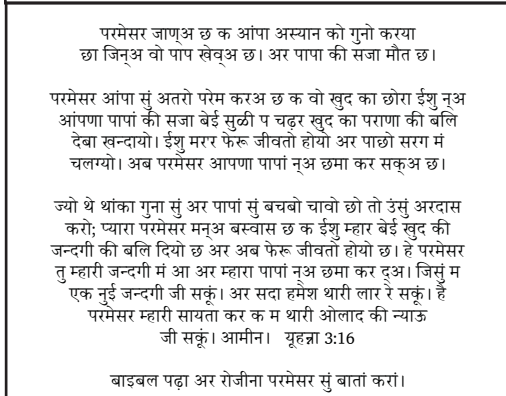 परमेसर जाण्अ छ क आंपा अस्यान को गुनो करया
छा जिन्अ वो पाप खेव्अ छ। अर पापा की सजा मौत छ।
परमेसर आंपा सुं अतरो परेम करअ छ क वो खुद का छोरा ईशु न्अ
आंपणा पापां की सजा बेई सुळी प चढ़र खुद का पराणा की बलि
देबा खन्दायो। ईशु मर'र फेरू जीवतो होयो अर पाछो सरग मं
चलग्यो। अब परमेसर आपणा पापां न्अ छमा कर सक्अ छ।
ज्यो थे थांका गुना सुं अर पापां सुं बचबो चावो छो तो उंसुं अरदास
करो; प्यारा परमेसर मन्अ बस्वास छ क ईशु म्हार बेई खुद की
जन्दगी की बलि दियो छ अर अब फेरू जीवतो होयो छ। हे परमेसर
तु म्हारी जन्दगी मं आ अर म्हारा पापां न्अ छमा कर द्अ। जिसुं म
एक नुई जन्दगी जी सकूं। अर सदा हमेश थारी लार रे सकूं। है
परमेसर म्हारी सायता कर क म थारी ओलाद की न्याऊ
जी सकूं। आमीन। यूहन्ना 3:16
बाइबल पढ़ा अर रोजीना परमेसर सुं बातां करां।